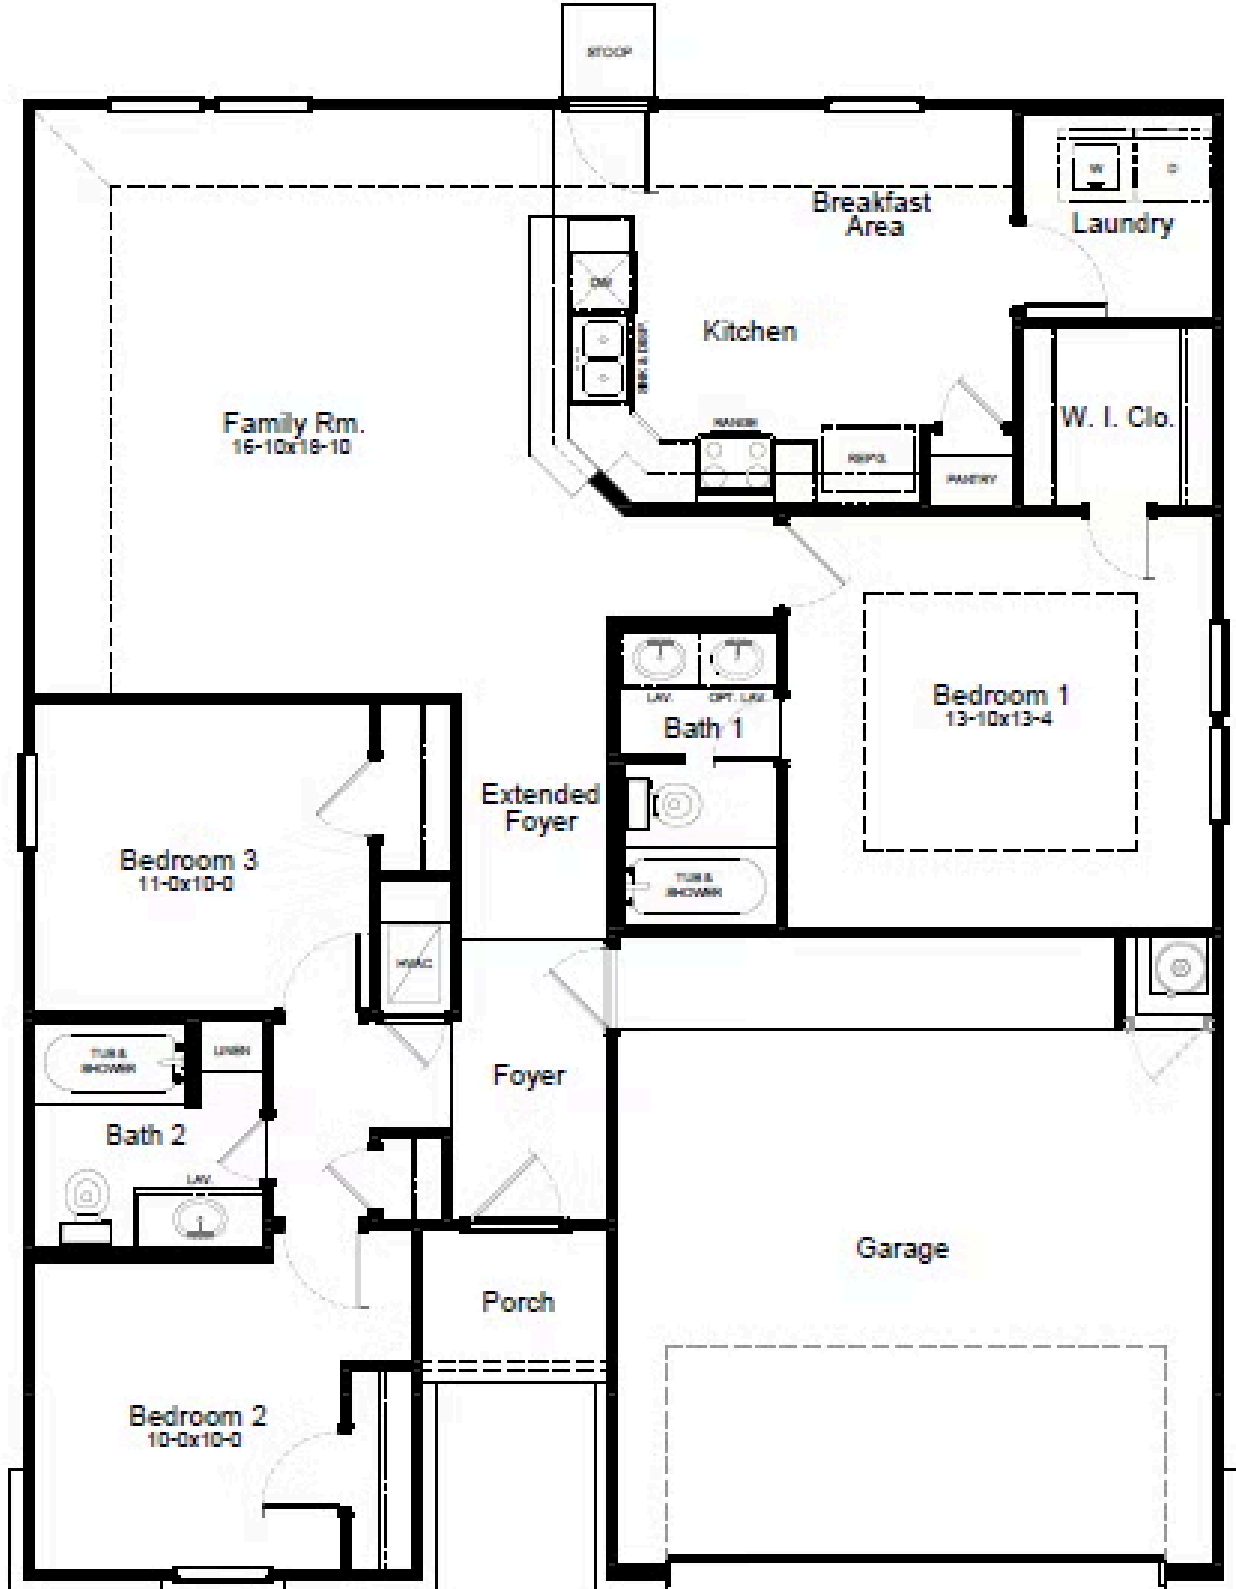 STOOP
W
D
Breakfast
Area
Laundry
DW
Kitchen
SINK & DISP.
Family Rm.
16-10x18-10
RANGE
W. I. Clo.
REFG.
PANTRY
LAV.
OPT. LAV.
Bath 1
Bedroom 1
13-10x13-4
Extended
Foyer
Bedroom 3
11-0x10-0
TUB &
SHOWER
HVAC
TUB &
SHOWER
LINEN
Foyer
Bath 2
LAV.
Garage
Porch
Bedroom 2
10-0x10-0